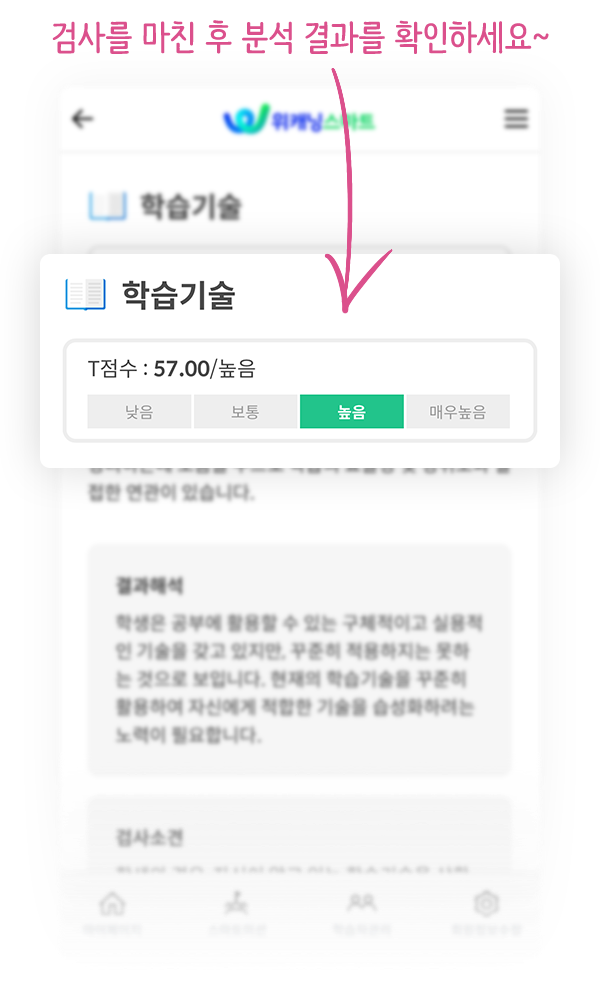 검사를 마친 후 분석 결과를 확인하세요~
위캐닝스마트
학습기술
학습기술
T점수 : 57.00/높음
낮음
보통
높음
매우높음
접한 연관이 있습니다.
결과해석
학생은 공부에 활용할 수 있는 구체적이고 실용적
인 기술을 갖고 있지만, 꾸준히 적용하지는 못하
는 것으로 보입니다. 현재의 학습기술을 꾸준히
활용하여 자신에게 적합한 기술을 습성화하려는
노력이 필요합니다.
검사소견